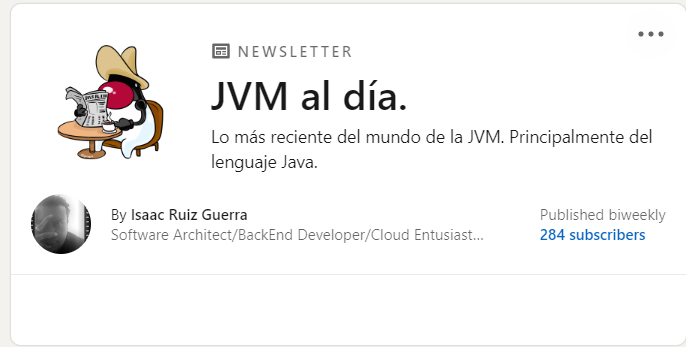 NEWSLETTER
JVM al día.
Lo más reciente del mundo de la JVM. Principalmente del
lenguaje Java.
By Isaac Ruiz Guerra
Published biweekly
Software Architect/BackEnd Developer/Cloud Entusiast...
284 subscribers